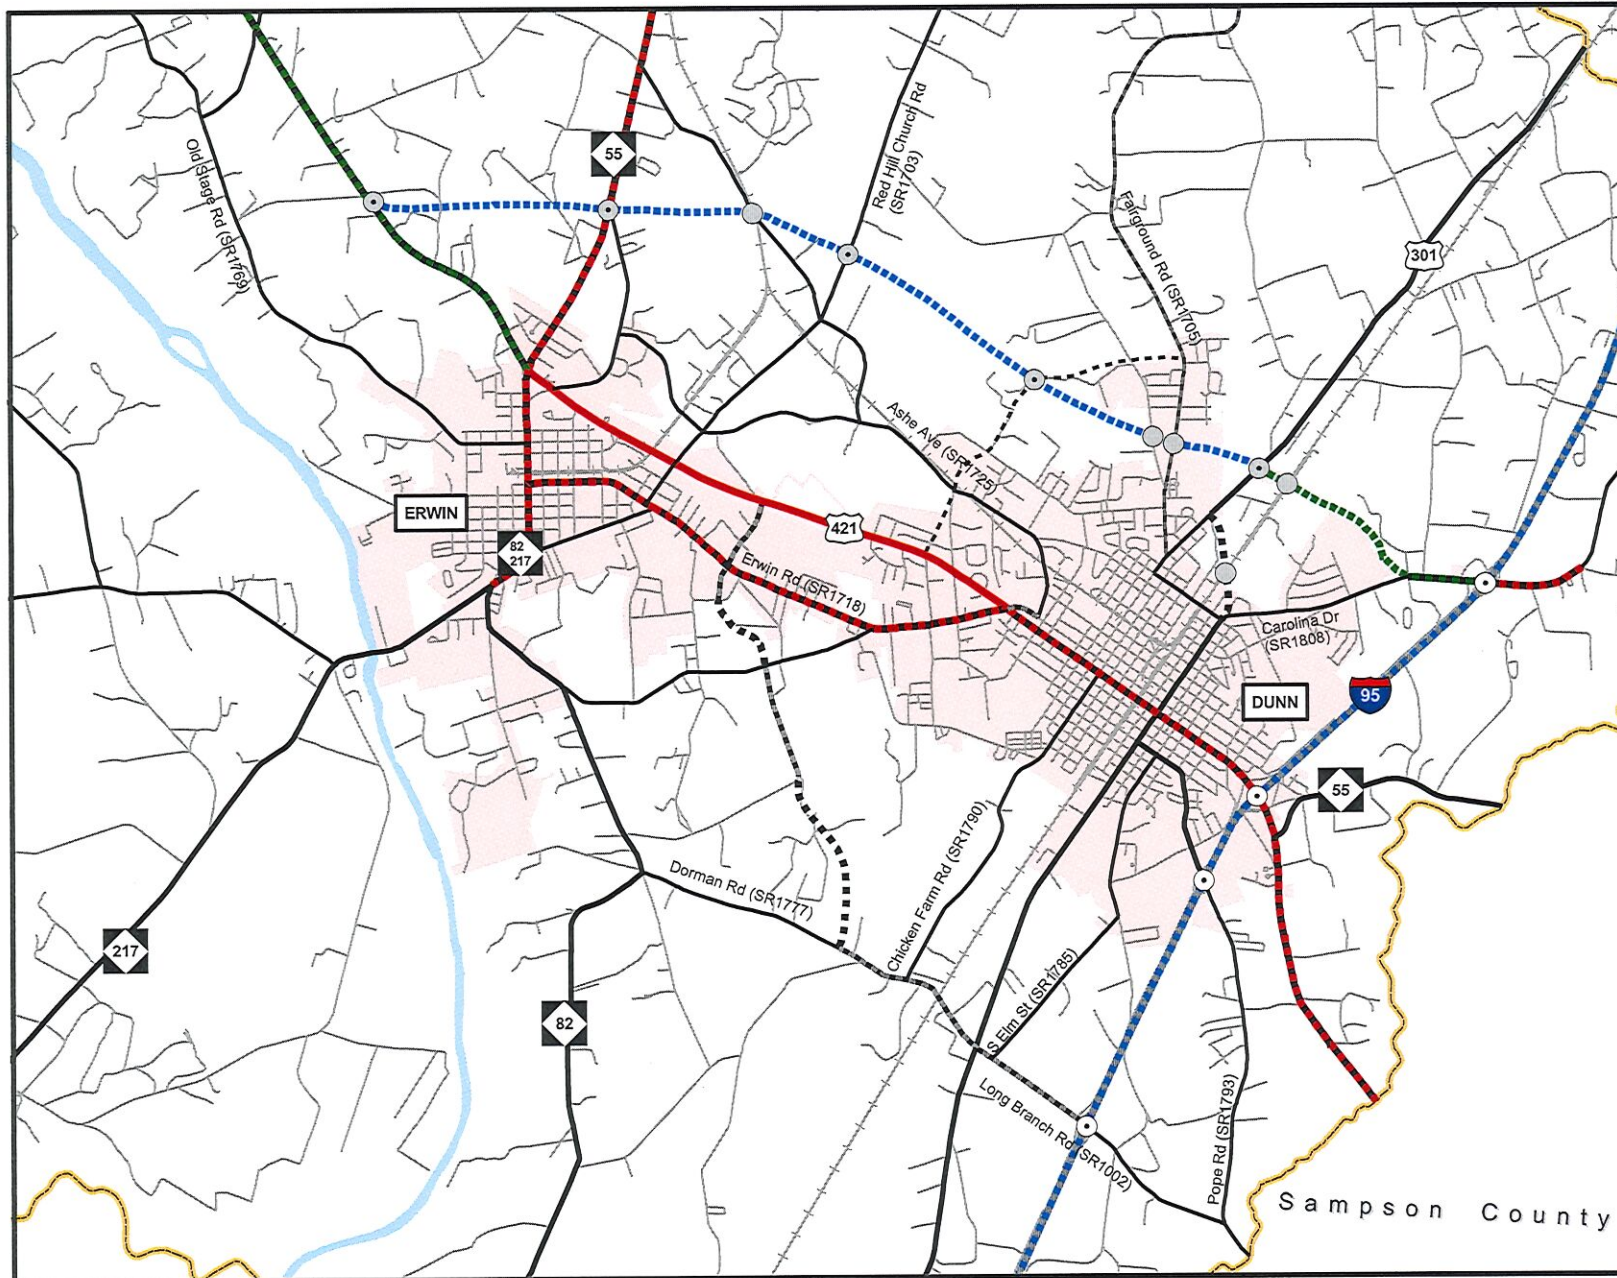 55
Red Hill Church Rd
(SR1703)
Old Stage Rd (SR1769)
Fairground Rd (SR1705)
301
Ashe Ave (SR1725)
ERWIN
421
82
217
Erwin Rd (SR1718)
Carolina Dr
(SR1808)
95
DUNN
55
Chicken Farm Rd (SR1790)
Dorman Rd (SR1777)
217
S Elm St (SR1785)
82
Long Branch Rd (SR1002)
Pope Rd (SR1793)
Sampson County